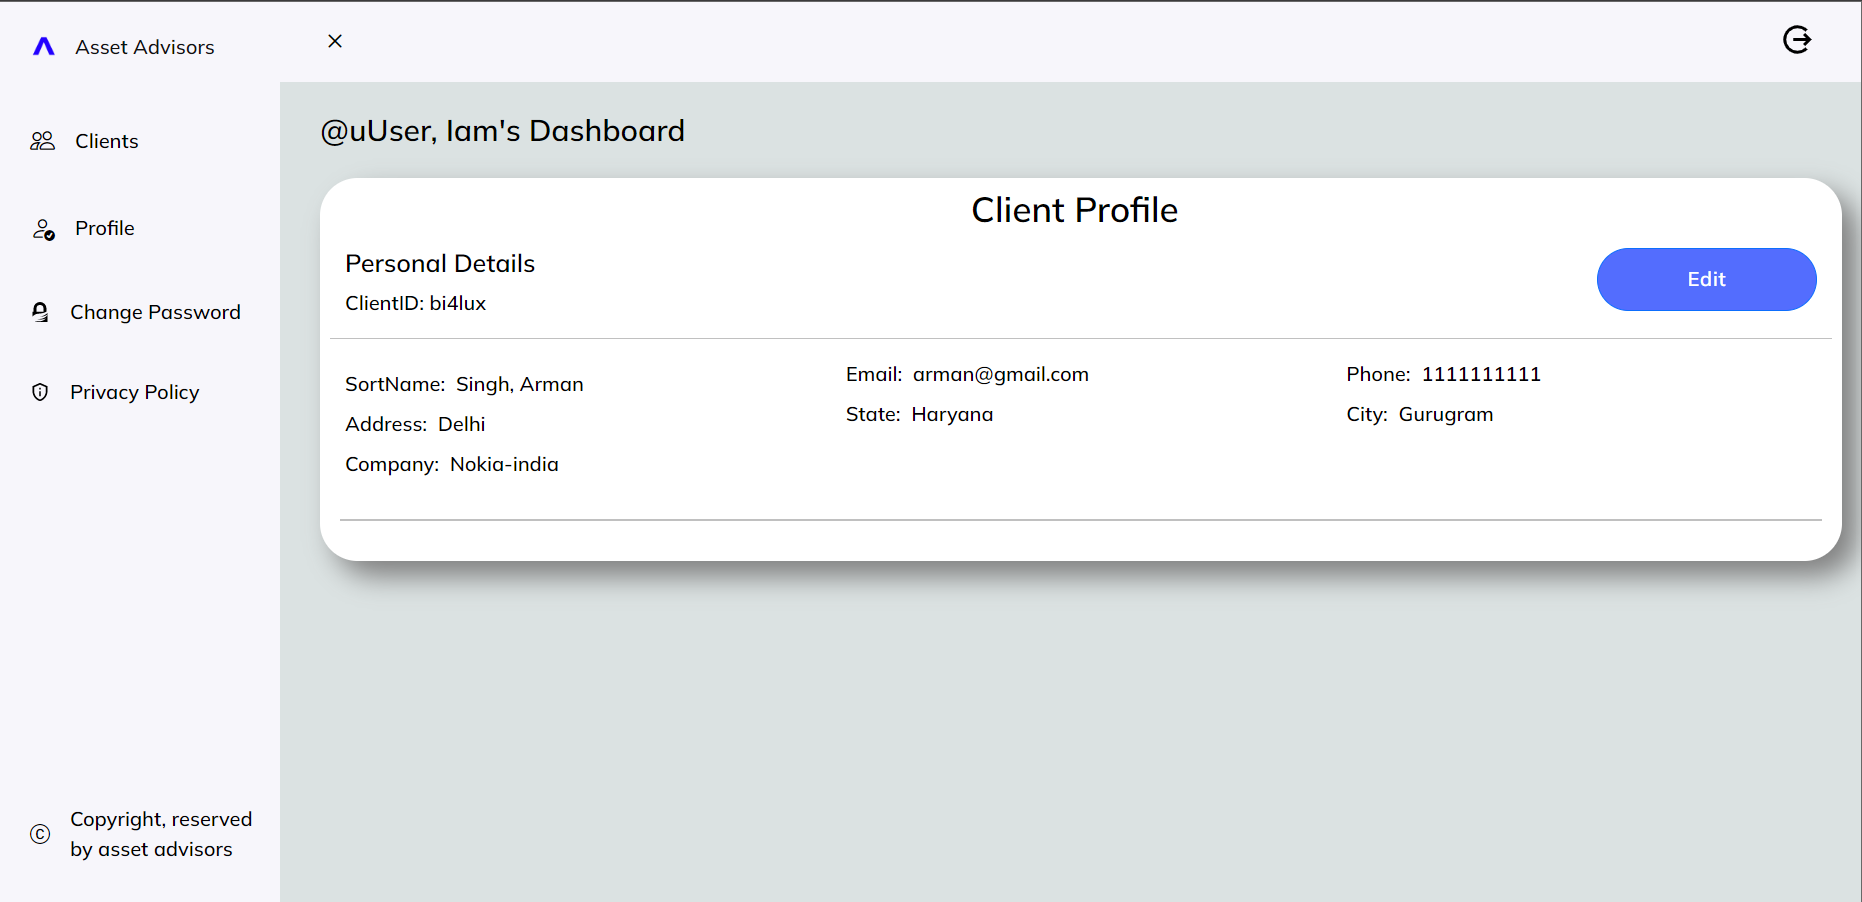 Asset Advisors
Clients
Profile
Change Password
Privacy Policy
Copyright, reserved
by asset advisors
@uUser, Iam's Dashboard
Client Profile
Personal Details
ClientID: bi4lux
Edit
SortName: Singh, Arman
Address: Delhi
Company: Nokia-india
Email: arman@gmail.com
State: Haryana
Phone: 1111111111
City: Gurugram